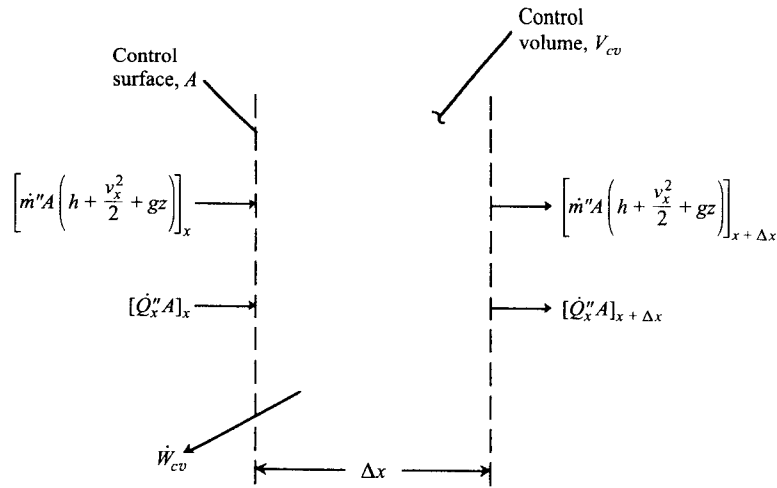 Control
volume, V_cv
Control
surface, A
[ṁ″A(h + v_x^2/2 + gz)]_x
[ṁ″A(h + v_x^2/2 + gz)]_{x + Δx}
[Q̇″_x A]_x
[Q̇″_x A]_{x + Δx}
Ẇ_cv
Δx